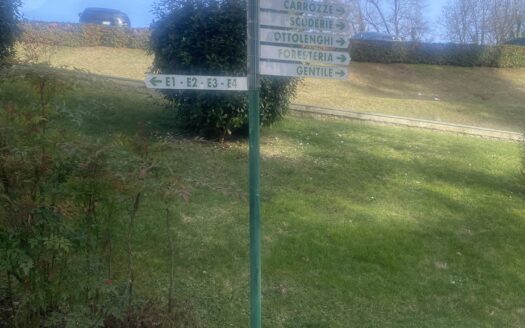 CARROZZE →
SCUDERIE →
OTTOLENGHI →
FORESTERIA →
GENTILE →
← E1 - E2 - E3 - E4